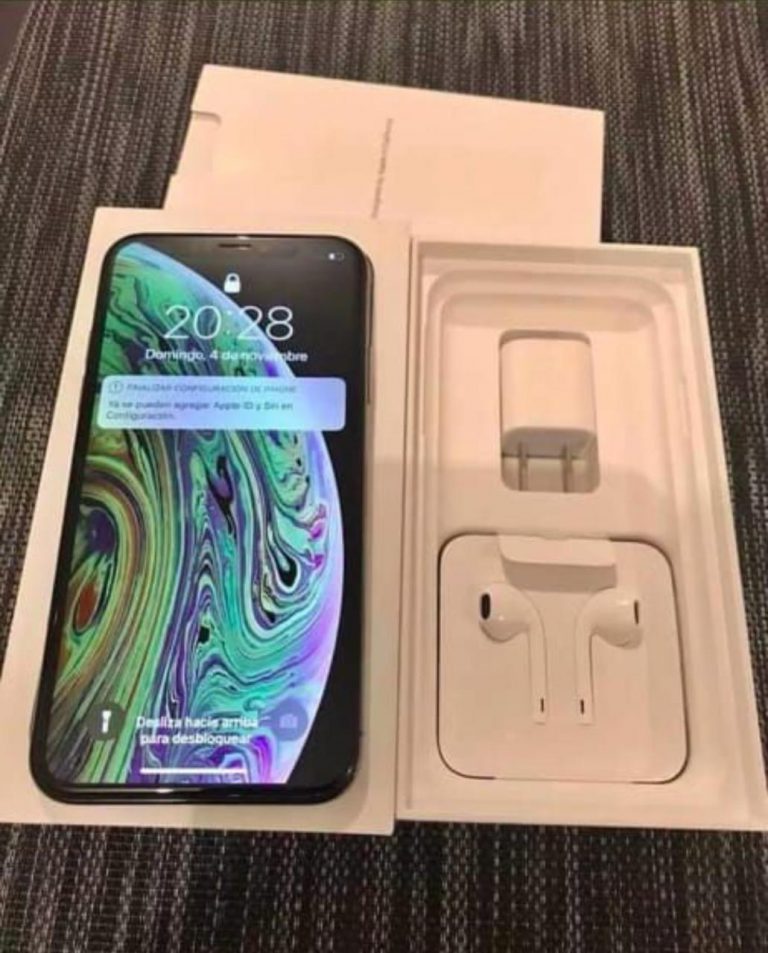 20:28
Domingo, 4 de noviembre
FINALIZAR CONFIGURACIÓN DE IPHONE
Ya se pueden agregar Apple ID y Siri en
Configuración.
Desliza hacia arriba
para desbloquear